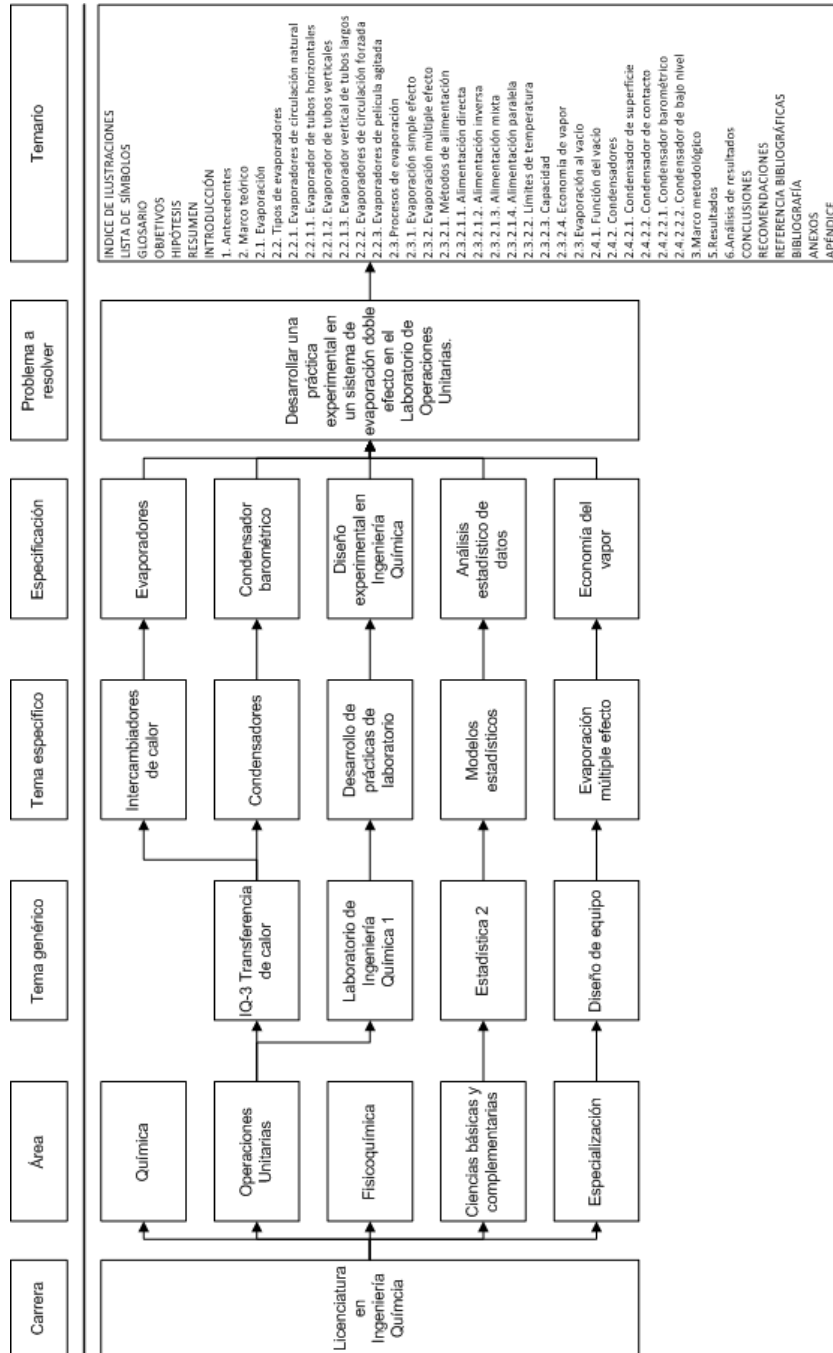 Carrera
Área
Tema genérico
Tema específico
Especificación
Problema a
resolver
Temario
Licenciatura
en
Ingeniería
Químcia
Química
Operaciones
Unitarias
Fisicoquímica
Ciencias básicas y
complementarias
Especialización
IQ-3 Transferencia
de calor
Laboratorio de
Ingeniería
Química 1
Estadística 2
Diseño de equipo
Intercambiadores
de calor
Condensadores
Desarrollo de
prácticas de
laboratorio
Modelos
estadísticos
Evaporación
múltiple efecto
Evaporadores
Condensador
barométrico
Diseño
experimental en
Ingeniería
Química
Análisis
estadístico de
datos
Economía del
vapor
Desarrollar una
práctica
experimental en
un sistema de
evaporación doble
efecto en el
Laboratorio de
Operaciones
Unitarias.
INDICE DE ILUSTRACIONES
LISTA DE SÍMBOLOS
GLOSARIO
OBJETIVOS
HIPÓTESIS
RESUMEN
INTRODUCCIÓN
1. Antecedentes
2. Marco teórico
2.1. Evaporación
2.2. Tipos de evaporadores
2.2.1. Evaporadores de circulación natural
2.2.1.1. Evaporador de tubos horizontales
2.2.1.2. Evaporador de tubos verticales
2.2.1.3. Evaporador vertical de tubos largos
2.2.2. Evaporadores de circulación forzada
2.2.3. Evaporadores de película agitada
2.3.Procesos de evaporación
2.3.1. Evaporación simple efecto
2.3.2. Evaporación múltiple efecto
2.3.2.1. Métodos de alimentación
2.3.2.1.1. Alimentación directa
2.3.2.1.2. Alimentación inversa
2.3.2.1.3. Alimentación mixta
2.3.2.1.4. Alimentación paralela
2.3.2.2. Límites de temperatura
2.3.2.3. Capacidad
2.3.2.4. Economía de vapor
2.3.Evaporación al vacío
2.4.1. Función del vacío
2.4.2. Condensadores
2.4.2.1. Condensador de superficie
2.4.2.2. Condensador de contacto
2.4.2.2.1. Condensador barométrico
2.4.2.2.2. Condensador de bajo nivel
3.Marco metodológico
5.Resultados
6.Análisis de resultados
CONCLUSIONES
RECOMENDACIONES
REFERENCIA BIBLIOGRÁFICAS
BIBLIOGRAFÍA
ANEXOS
APÉNDICE